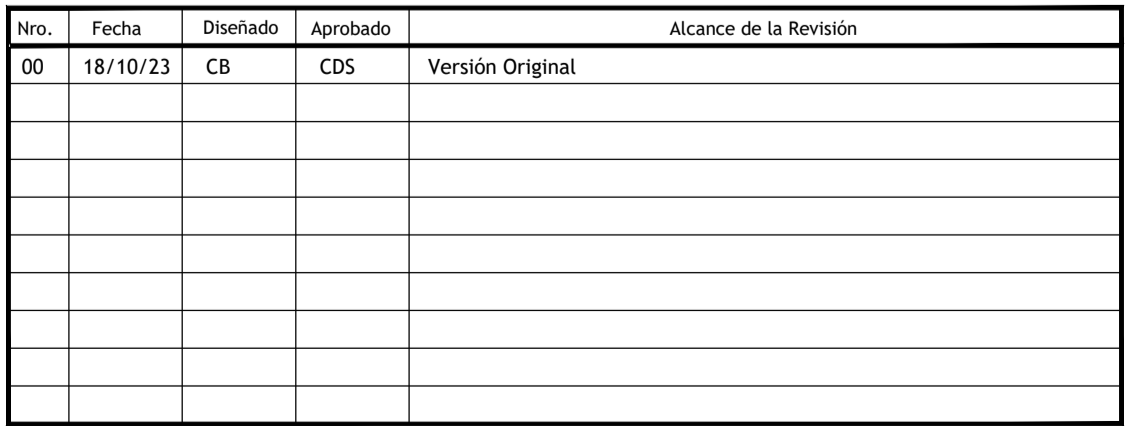 Nro. Fecha Diseñado Aprobado Alcance de la Revisión
00 18/10/23 CB CDS Versión Original